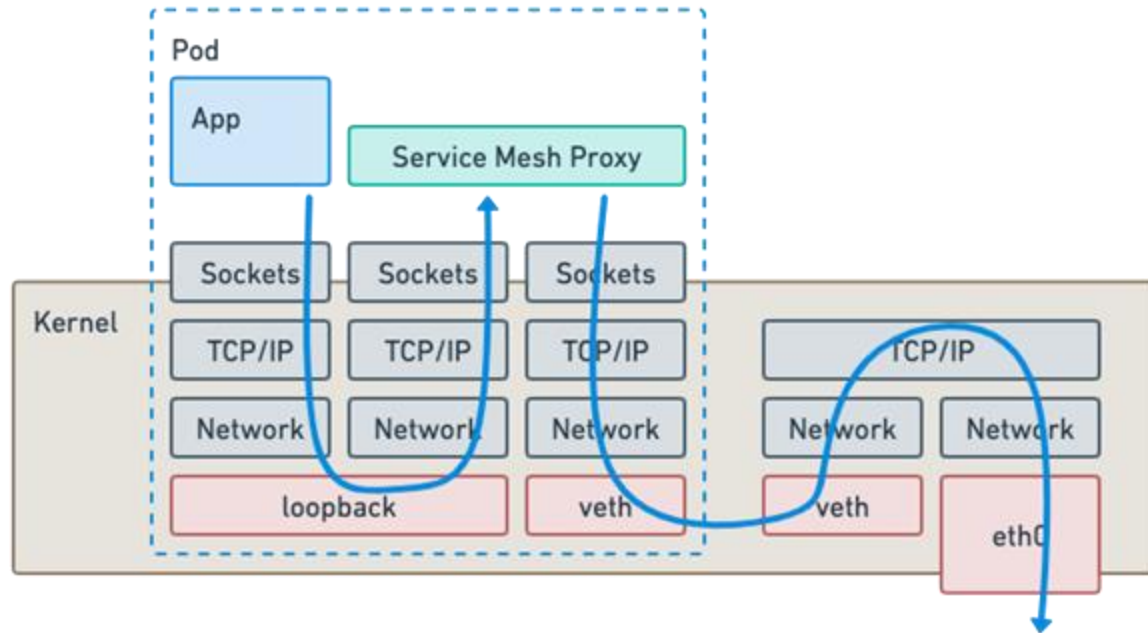 Pod
App
Service Mesh Proxy
Sockets
Sockets
Sockets
Kernel
TCP/IP
TCP/IP
TCP/IP
TCP/IP
Network
Network
Network
Network
Network
loopback
veth
veth
eth0